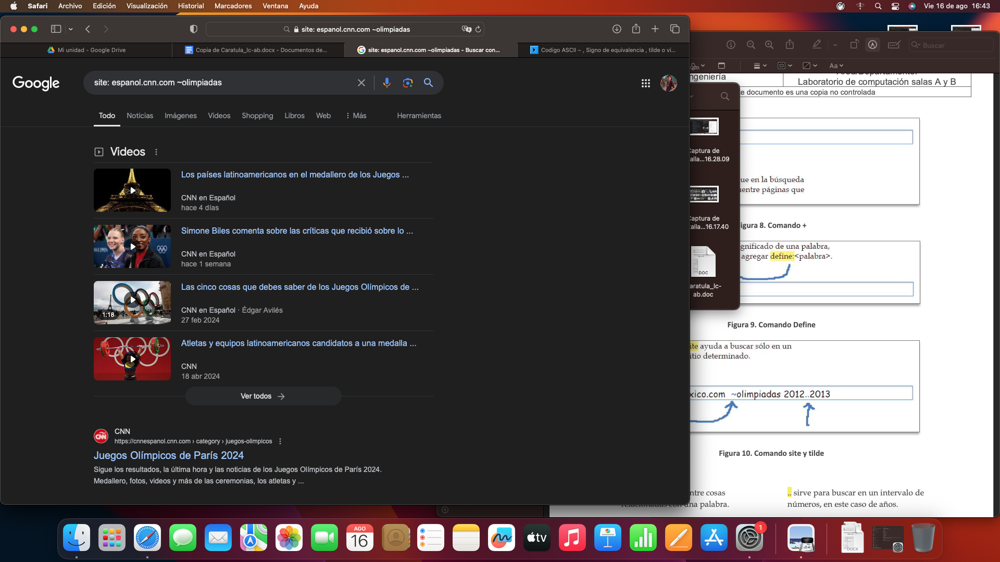 Safari Archivo Edición Visualización Historial Marcadores Ventana Ayuda
Vie 16 de ago 16:43
site: espanol.cnn.com ~olimpiadas
Mi unidad - Google Drive
Copia de Caratula_lc-ab.docx - Documentos de...
site: espanol.cnn.com ~olimpiadas - Buscar con...
Codigo ASCII ~ , Signo de equivalencia , tilde o vi...
Google
site: espanol.cnn.com ~olimpiadas
Todo Noticias Imágenes Videos Shopping Libros Web Más Herramientas
Videos
Los países latinoamericanos en el medallero de los Juegos ...
CNN en Español
hace 4 días
Simone Biles comenta sobre las críticas que recibió sobre lo ...
CNN en Español
hace 1 semana
1:18
Las cinco cosas que debes saber de los Juegos Olímpicos de ...
CNN en Español · Édgar Avilés
27 feb 2024
Atletas y equipos latinoamericanos candidatos a una medalla ...
CNN
18 abr 2024
Ver todos
CNN
https://cnnespanol.cnn.com › category › juegos-olimpicos
Juegos Olímpicos de París 2024
Sigue los resultados, la última hora y las noticias de los Juegos Olímpicos de París 2024.
Medallero, fotos, videos y más de las ceremonias, los atletas y ...
Buscar
Aa
ngeniería
Laboratorio de computación salas A y B
e documento es una copia no controlada
Captura de
alla...16.28.09
Captura de
alla...16.17.40
DOC
aratula_lc-
ab.doc
ue en la búsqueda
entre páginas que
igura 8. Comando +
gnificado de una palabra,
agregar define:<palabra>.
Figura 9. Comando Define
ite ayuda a buscar sólo en un
itio determinado.
xico.com ~olimpiadas 2012..2013
Figura 10. Comando site y tilde
ntre cosas
relacionadas con una palabra.
.. sirve para buscar en un intervalo de
números, en este caso de años.
AGO
16
tv
1
DOCX